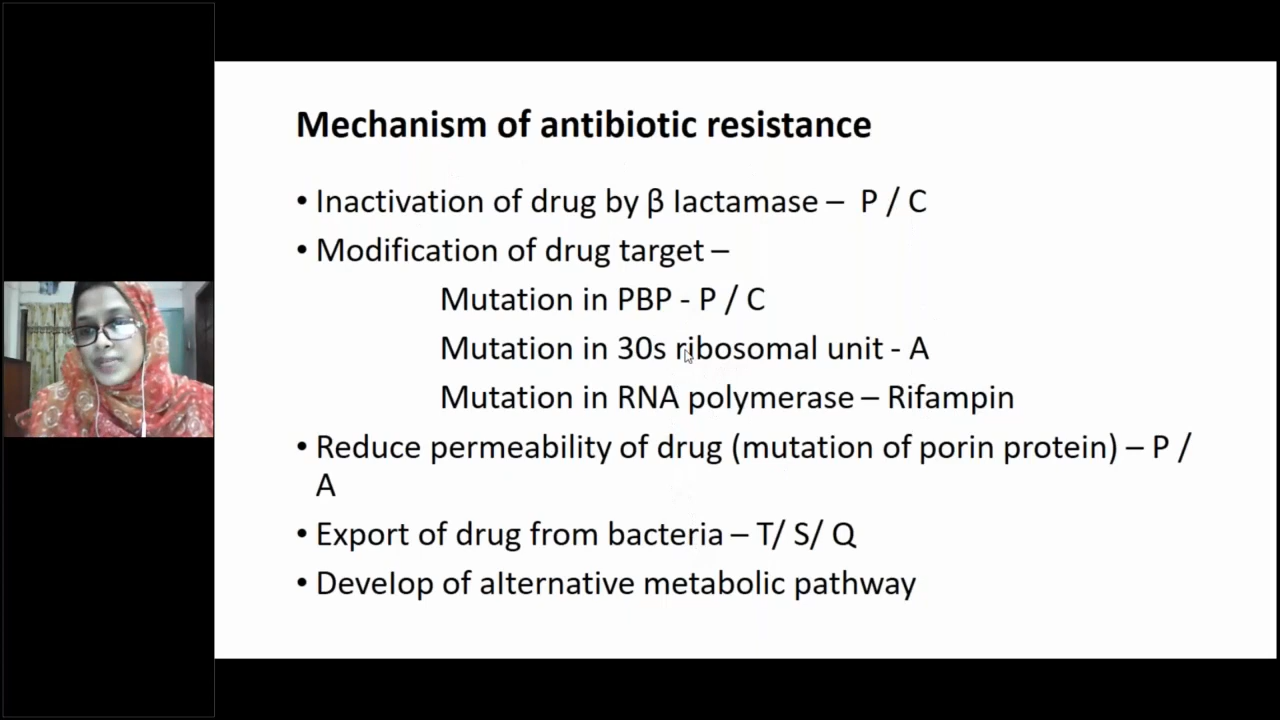 Mechanism of antibiotic resistance
• Inactivation of drug by β lactamase – P / C
• Modification of drug target –
Mutation in PBP - P / C
Mutation in 30s ribosomal unit - A
Mutation in RNA polymerase – Rifampin
• Reduce permeability of drug (mutation of porin protein) – P /
A
• Export of drug from bacteria – T/ S/ Q
• Develop of alternative metabolic pathway